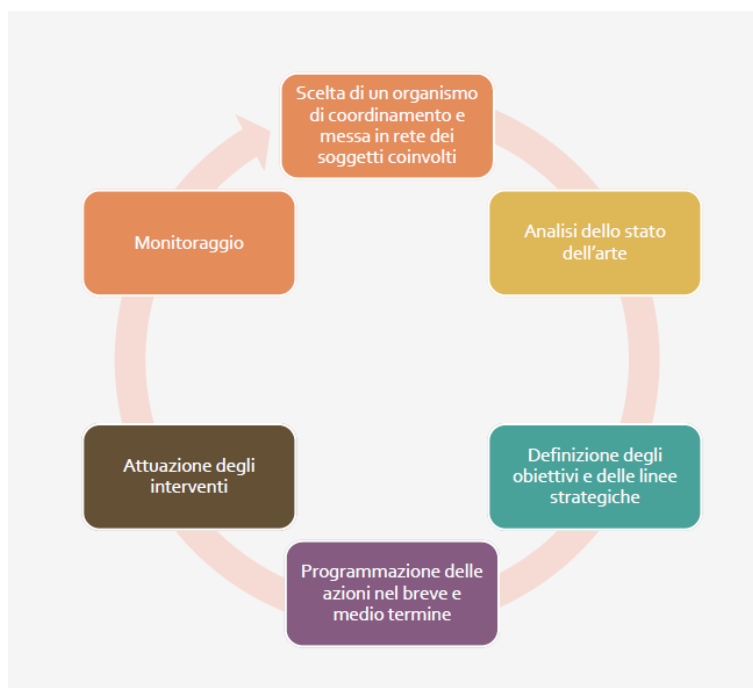 Scelta di un organismo
di coordinamento e
messa in rete dei
soggetti coinvolti
Analisi dello stato
dell’arte
Definizione degli
obiettivi e delle linee
strategiche
Programmazione delle
azioni nel breve e
medio termine
Attuazione degli
interventi
Monitoraggio